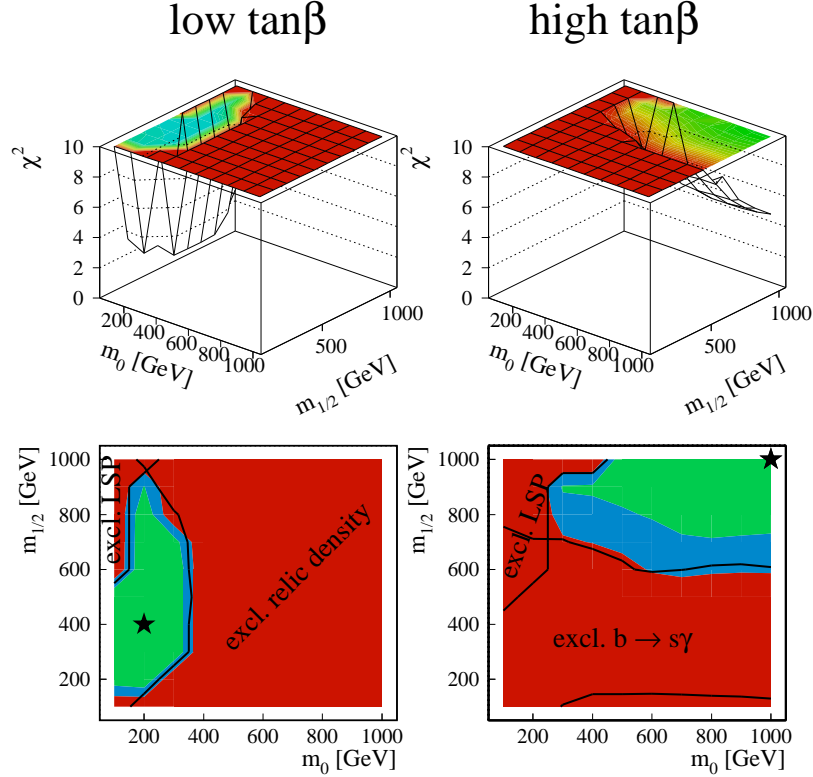 low tanβ
high tanβ
χ²
10
8
6
4
2
0
200
400
600
800
1000
m₀ [GeV]
500
1000
m₁/₂ [GeV]
χ²
10
8
6
4
2
0
200
400
600
800
1000
m₀ [GeV]
500
1000
m₁/₂ [GeV]
m₁/₂ [GeV]
1000
800
600
400
200
excl. LSP
excl. relic density
200
400
600
800
1000
m₀ [GeV]
m₁/₂ [GeV]
1000
800
600
400
200
excl. LSP
excl. b → sγ
200
400
600
800
1000
m₀ [GeV]